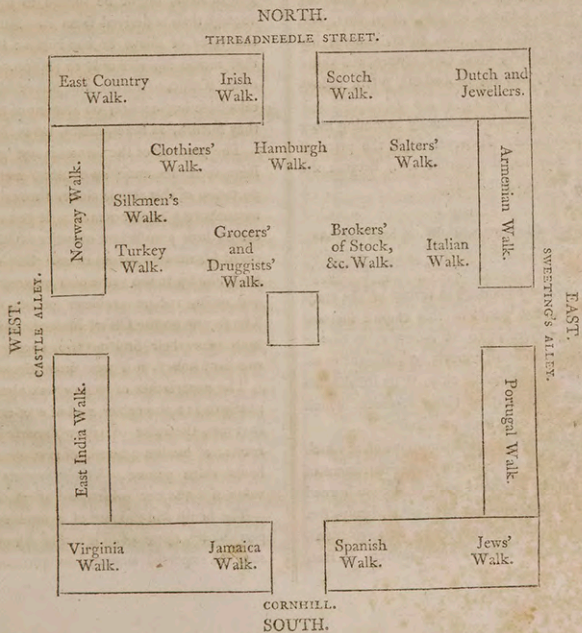 NORTH.
THREADNEEDLE STREET.
East Country
Walk.
Irish
Walk.
Scotch
Walk.
Dutch and
Jewellers.
Norway Walk.
Clothiers'
Walk.
Hamburgh
Walk.
Salters'
Walk.
Armenian Walk.
Silkmen's
Walk.
Turkey
Walk.
Grocers'
and
Druggists'
Walk.
Brokers'
of Stock,
&c. Walk.
Italian
Walk.
WEST.
CASTLE ALLEY.
SWEETING'S ALLEY.
EAST.
East India Walk.
Portugal Walk.
Virginia
Walk.
Jamaica
Walk.
Spanish
Walk.
Jews'
Walk.
CORNHILL.
SOUTH.